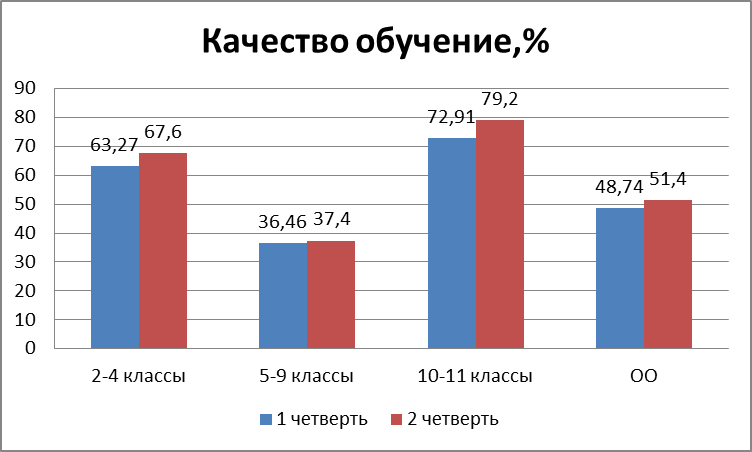 Качество обучение,%
90
80
70
60
50
40
30
20
10
0
63,27
67,6
36,46
37,4
72,91
79,2
48,74
51,4
2-4 классы
5-9 классы
10-11 классы
ОО
1 четверть
2 четверть